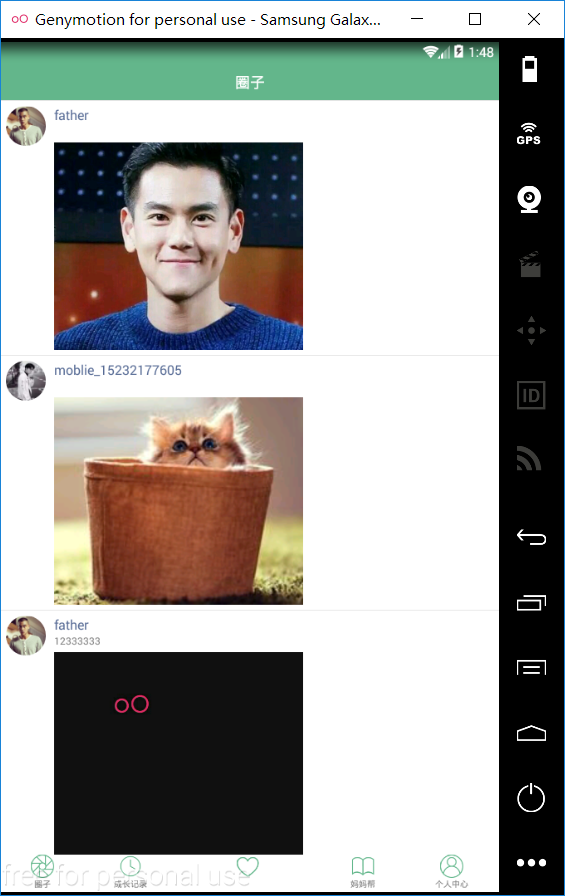 Genymotion for personal use - Samsung Galax...
1:48
圈子
GPS
father
moblie_15232177605
ID
father
12333333
圈子
成长记录
妈妈帮
个人中心
free for personal use